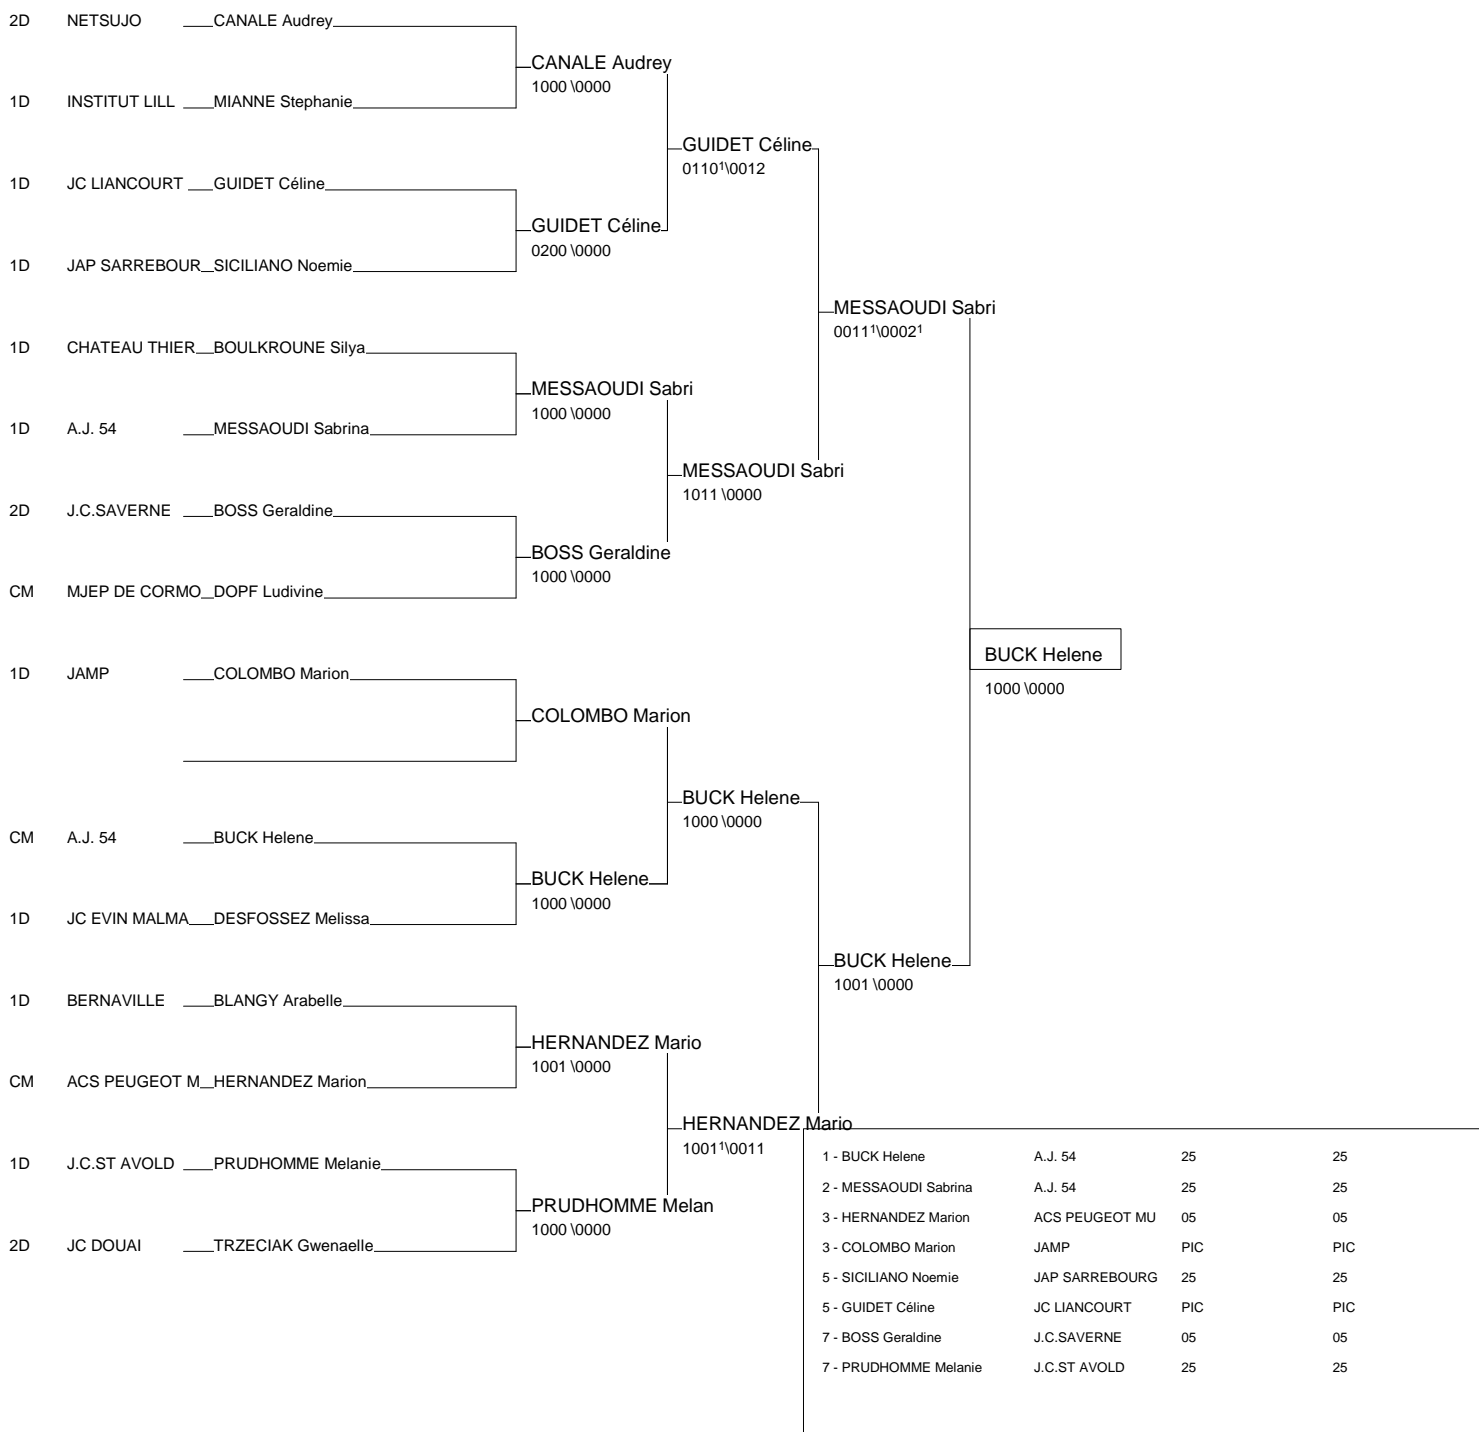 2D NETSUJO CANALE Audrey
CANALE Audrey
1000 \0000
1D INSTITUT LILL MIANNE Stephanie
GUIDET Céline
0110¹\0012
1D JC LIANCOURT GUIDET Céline
GUIDET Céline
0200 \0000
1D JAP SARREBOUR SICILIANO Noemie
MESSAOUDI Sabri
0011¹\0002¹
1D CHATEAU THIER BOULKROUNE Silya
MESSAOUDI Sabri
1000 \0000
1D A.J. 54 MESSAOUDI Sabrina
MESSAOUDI Sabri
1011 \0000
2D J.C.SAVERNE BOSS Geraldine
BOSS Geraldine
1000 \0000
CM MJEP DE CORMO DOPF Ludivine
BUCK Helene
1000 \0000
1D JAMP COLOMBO Marion
COLOMBO Marion
BUCK Helene
1000 \0000
CM A.J. 54 BUCK Helene
BUCK Helene
1000 \0000
1D JC EVIN MALMA DESFOSSEZ Melissa
BUCK Helene
1001 \0000
1D BERNAVILLE BLANGY Arabelle
HERNANDEZ Mario
1001 \0000
CM ACS PEUGEOT M HERNANDEZ Marion
HERNANDEZ Mario
1001¹\0011
1D J.C.ST AVOLD PRUDHOMME Melanie
PRUDHOMME Melan
1000 \0000
2D JC DOUAI TRZECIAK Gwenaelle
1 - BUCK Helene A.J. 54 25 25
2 - MESSAOUDI Sabrina A.J. 54 25 25
3 - HERNANDEZ Marion ACS PEUGEOT MU 05 05
3 - COLOMBO Marion JAMP PIC PIC
5 - SICILIANO Noemie JAP SARREBOURG 25 25
5 - GUIDET Céline JC LIANCOURT PIC PIC
7 - BOSS Geraldine J.C.SAVERNE 05 05
7 - PRUDHOMME Melanie J.C.ST AVOLD 25 25